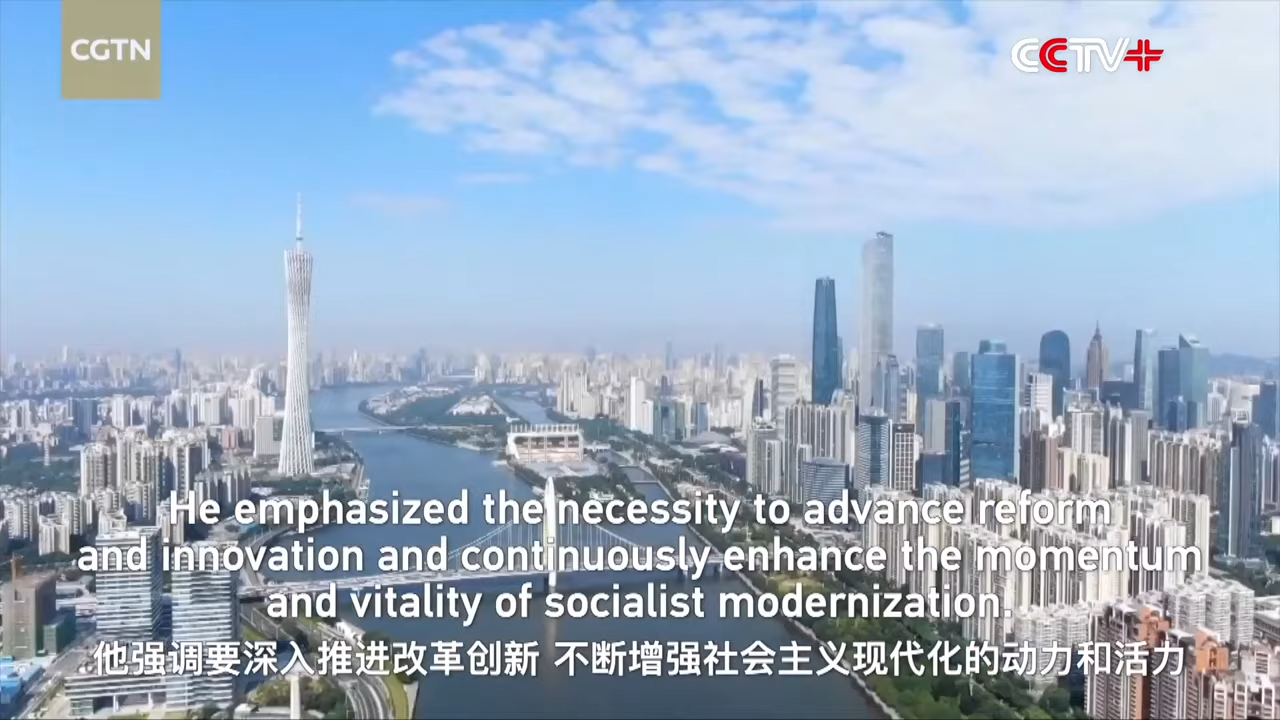 CGTN
CCTV+
He emphasized the necessity to advance reform
and innovation and continuously enhance the momentum
and vitality of socialist modernization.
他强调要深入推进改革创新 不断增强社会主义现代化的动力和活力